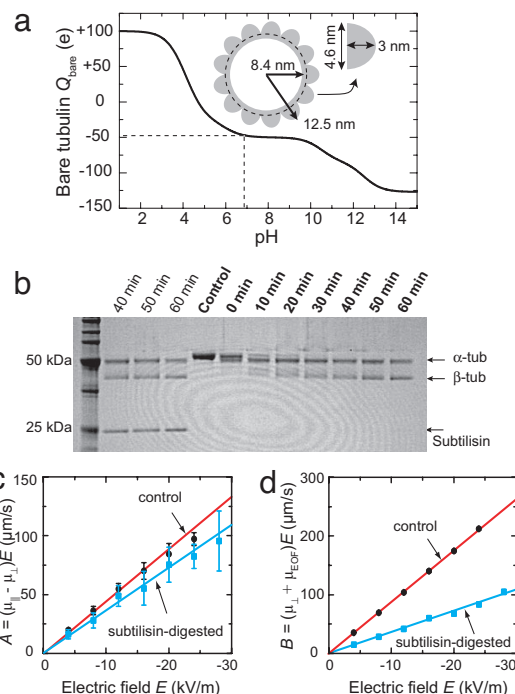 a
Bare tubulin Qbare (e)
+100
+50
0
-50
-100
-150
2 4 6 8 10 12 14
pH
8.4 nm
12.5 nm
4.6 nm
3 nm
b
40 min 50 min 60 min Control 0 min 10 min 20 min 30 min 40 min 50 min 60 min
50 kDa
25 kDa
α-tub
β-tub
Subtilisin
c
A = (μ∥ - μ⊥)E (μm/s)
150
100
50
0
0 -10 -20 -30
control
subtilisin-digested
Electric field E (kV/m)
d
B = (μ⊥ + μEOF)E (μm/s)
300
200
100
0
0 -10 -20 -30
control
subtilisin-digested
Electric field E (kV/m)